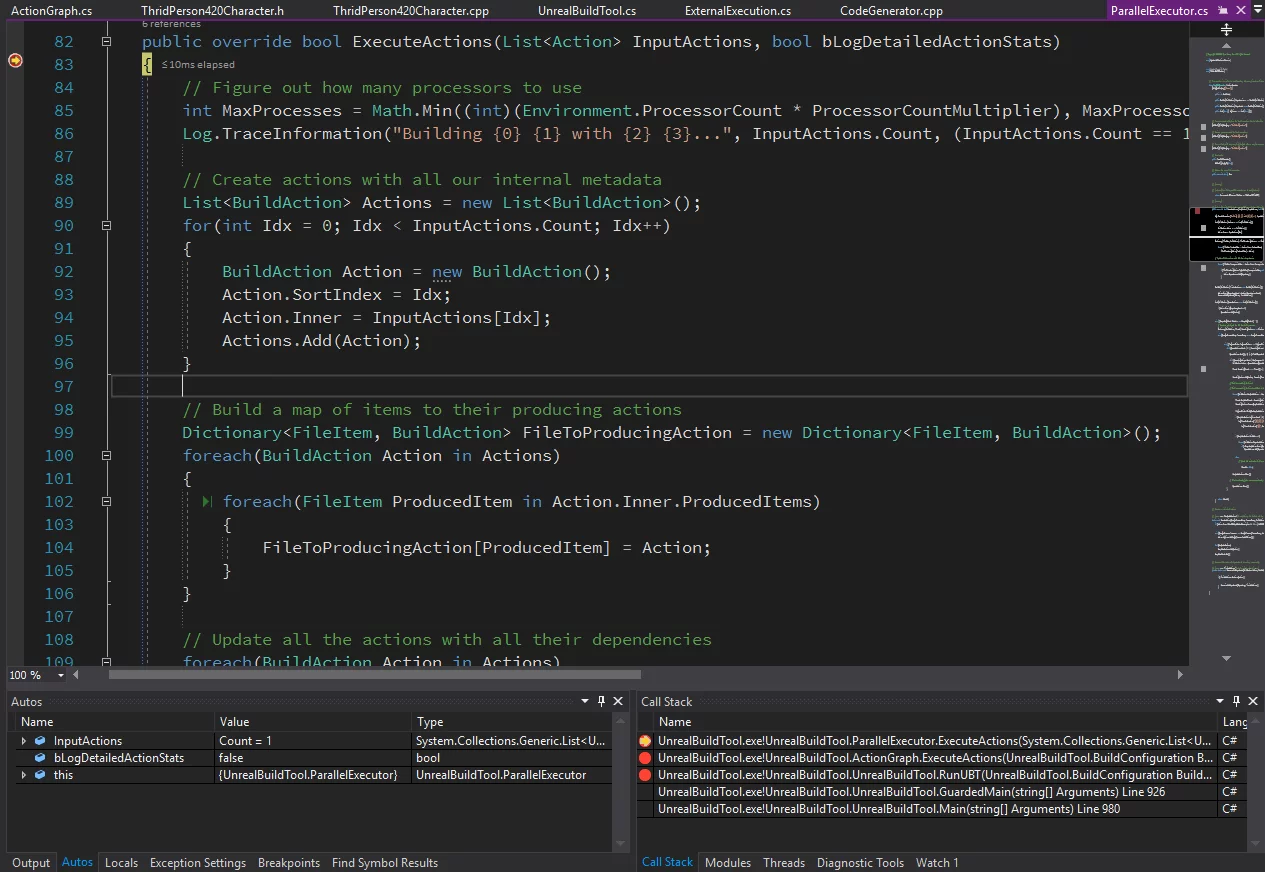 ActionGraph.cs ThridPerson420Character.h ThridPerson420Character.cpp UnrealBuildTool.cs ExternalExecution.cs CodeGenerator.cpp ParallelExecutor.cs
6 references
82 public override bool ExecuteActions(List<Action> InputActions, bool bLogDetailedActionStats)
83 { ≤10ms elapsed
84 // Figure out how many processors to use
85 int MaxProcesses = Math.Min((int)(Environment.ProcessorCount * ProcessorCountMultiplier), MaxProcesso
86 Log.TraceInformation("Building {0} {1} with {2} {3}...", InputActions.Count, (InputActions.Count == 1
87
88 // Create actions with all our internal metadata
89 List<BuildAction> Actions = new List<BuildAction>();
90 for(int Idx = 0; Idx < InputActions.Count; Idx++)
91 {
92 BuildAction Action = new BuildAction();
93 Action.SortIndex = Idx;
94 Action.Inner = InputActions[Idx];
95 Actions.Add(Action);
96 }
97
98 // Build a map of items to their producing actions
99 Dictionary<FileItem, BuildAction> FileToProducingAction = new Dictionary<FileItem, BuildAction>();
100 foreach(BuildAction Action in Actions)
101 {
102 foreach(FileItem ProducedItem in Action.Inner.ProducedItems)
103 {
104 FileToProducingAction[ProducedItem] = Action;
105 }
106 }
107
108 // Update all the actions with all their dependencies
109 foreach(BuildAction Action in Actions)
100 %
Autos
Name Value Type
InputActions Count = 1 System.Collections.Generic.List<U...
bLogDetailedActionStats false bool
this {UnrealBuildTool.ParallelExecutor} UnrealBuildTool.ParallelExecutor
Output Autos Locals Exception Settings Breakpoints Find Symbol Results
Call Stack
Name Lang
UnrealBuildTool.exe!UnrealBuildTool.ParallelExecutor.ExecuteActions(System.Collections.Generic.List<U... C#
UnrealBuildTool.exe!UnrealBuildTool.ActionGraph.ExecuteActions(UnrealBuildTool.BuildConfiguration B... C#
UnrealBuildTool.exe!UnrealBuildTool.UnrealBuildTool.RunUBT(UnrealBuildTool.BuildConfiguration Build... C#
UnrealBuildTool.exe!UnrealBuildTool.UnrealBuildTool.GuardedMain(string[] Arguments) Line 926 C#
UnrealBuildTool.exe!UnrealBuildTool.UnrealBuildTool.Main(string[] Arguments) Line 980 C#
Call Stack Modules Threads Diagnostic Tools Watch 1